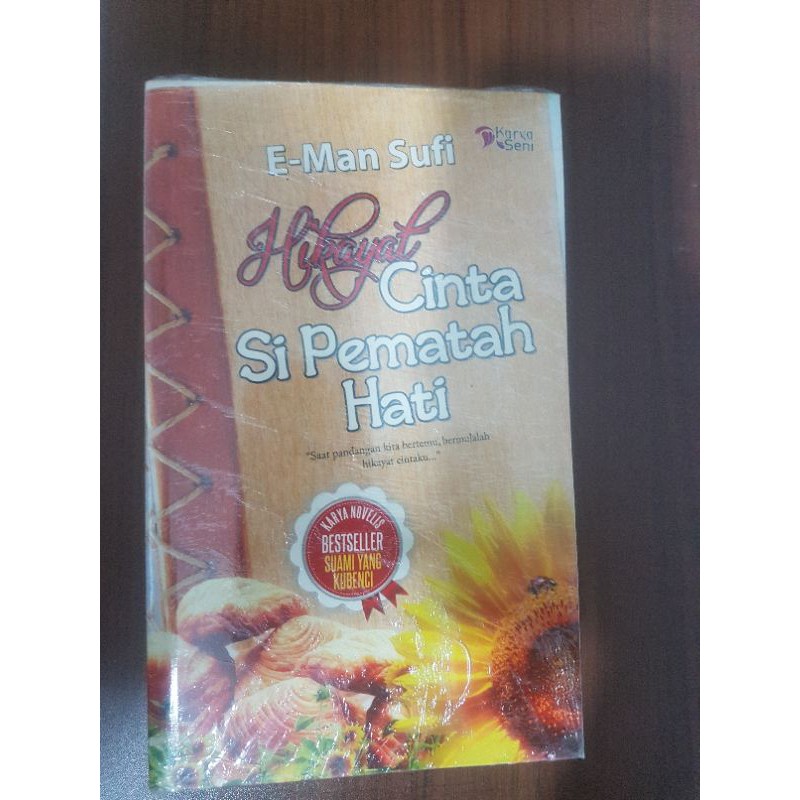 E-Man Sufi
Karya
Seni
Hikayat
Cinta
Si Pematah
Hati
"Saat pandangan kita bertemu, bermulalah
hikayat cintaku..."
KARYA NOVELIS
BESTSELLER
SUAMI YANG
KUBENCI